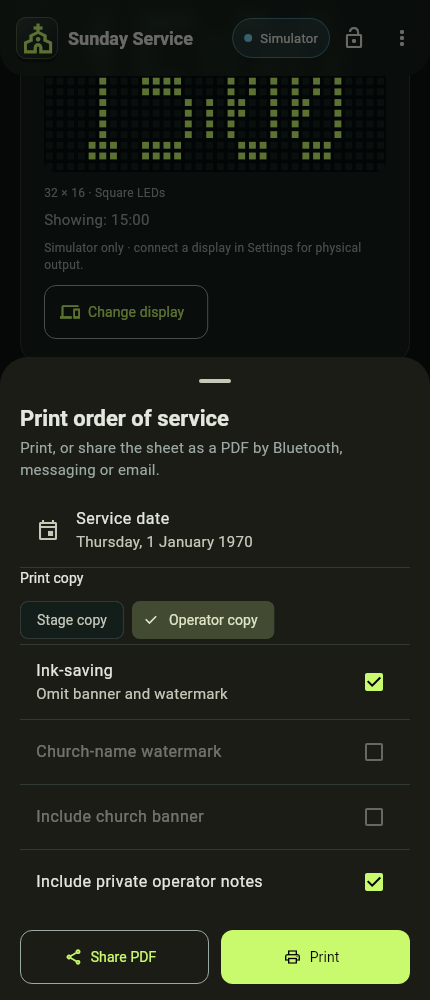 Sunday Service
Simulator
15:00
32 × 16 · Square LEDs
Showing: 15:00
Simulator only · connect a display in Settings for physical
output.
Change display
Print order of service
Print, or share the sheet as a PDF by Bluetooth,
messaging or email.
Service date
Thursday, 1 January 1970
Print copy
Stage copy
Operator copy
Ink-saving
Omit banner and watermark
Church-name watermark
Include church banner
Include private operator notes
Share PDF
Print